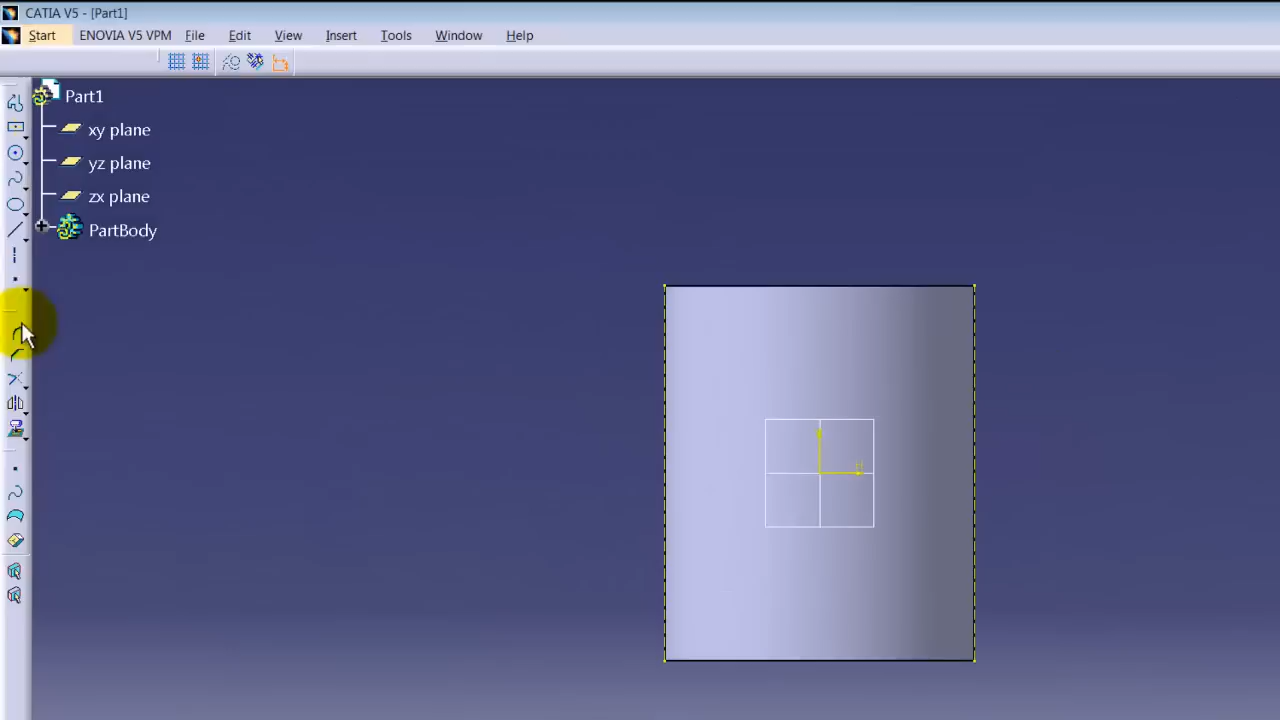 CATIA V5 - [Part1]
Start ENOVIA V5 VPM File Edit View Insert Tools Window Help
Part1
xy plane
yz plane
zx plane
PartBody
H